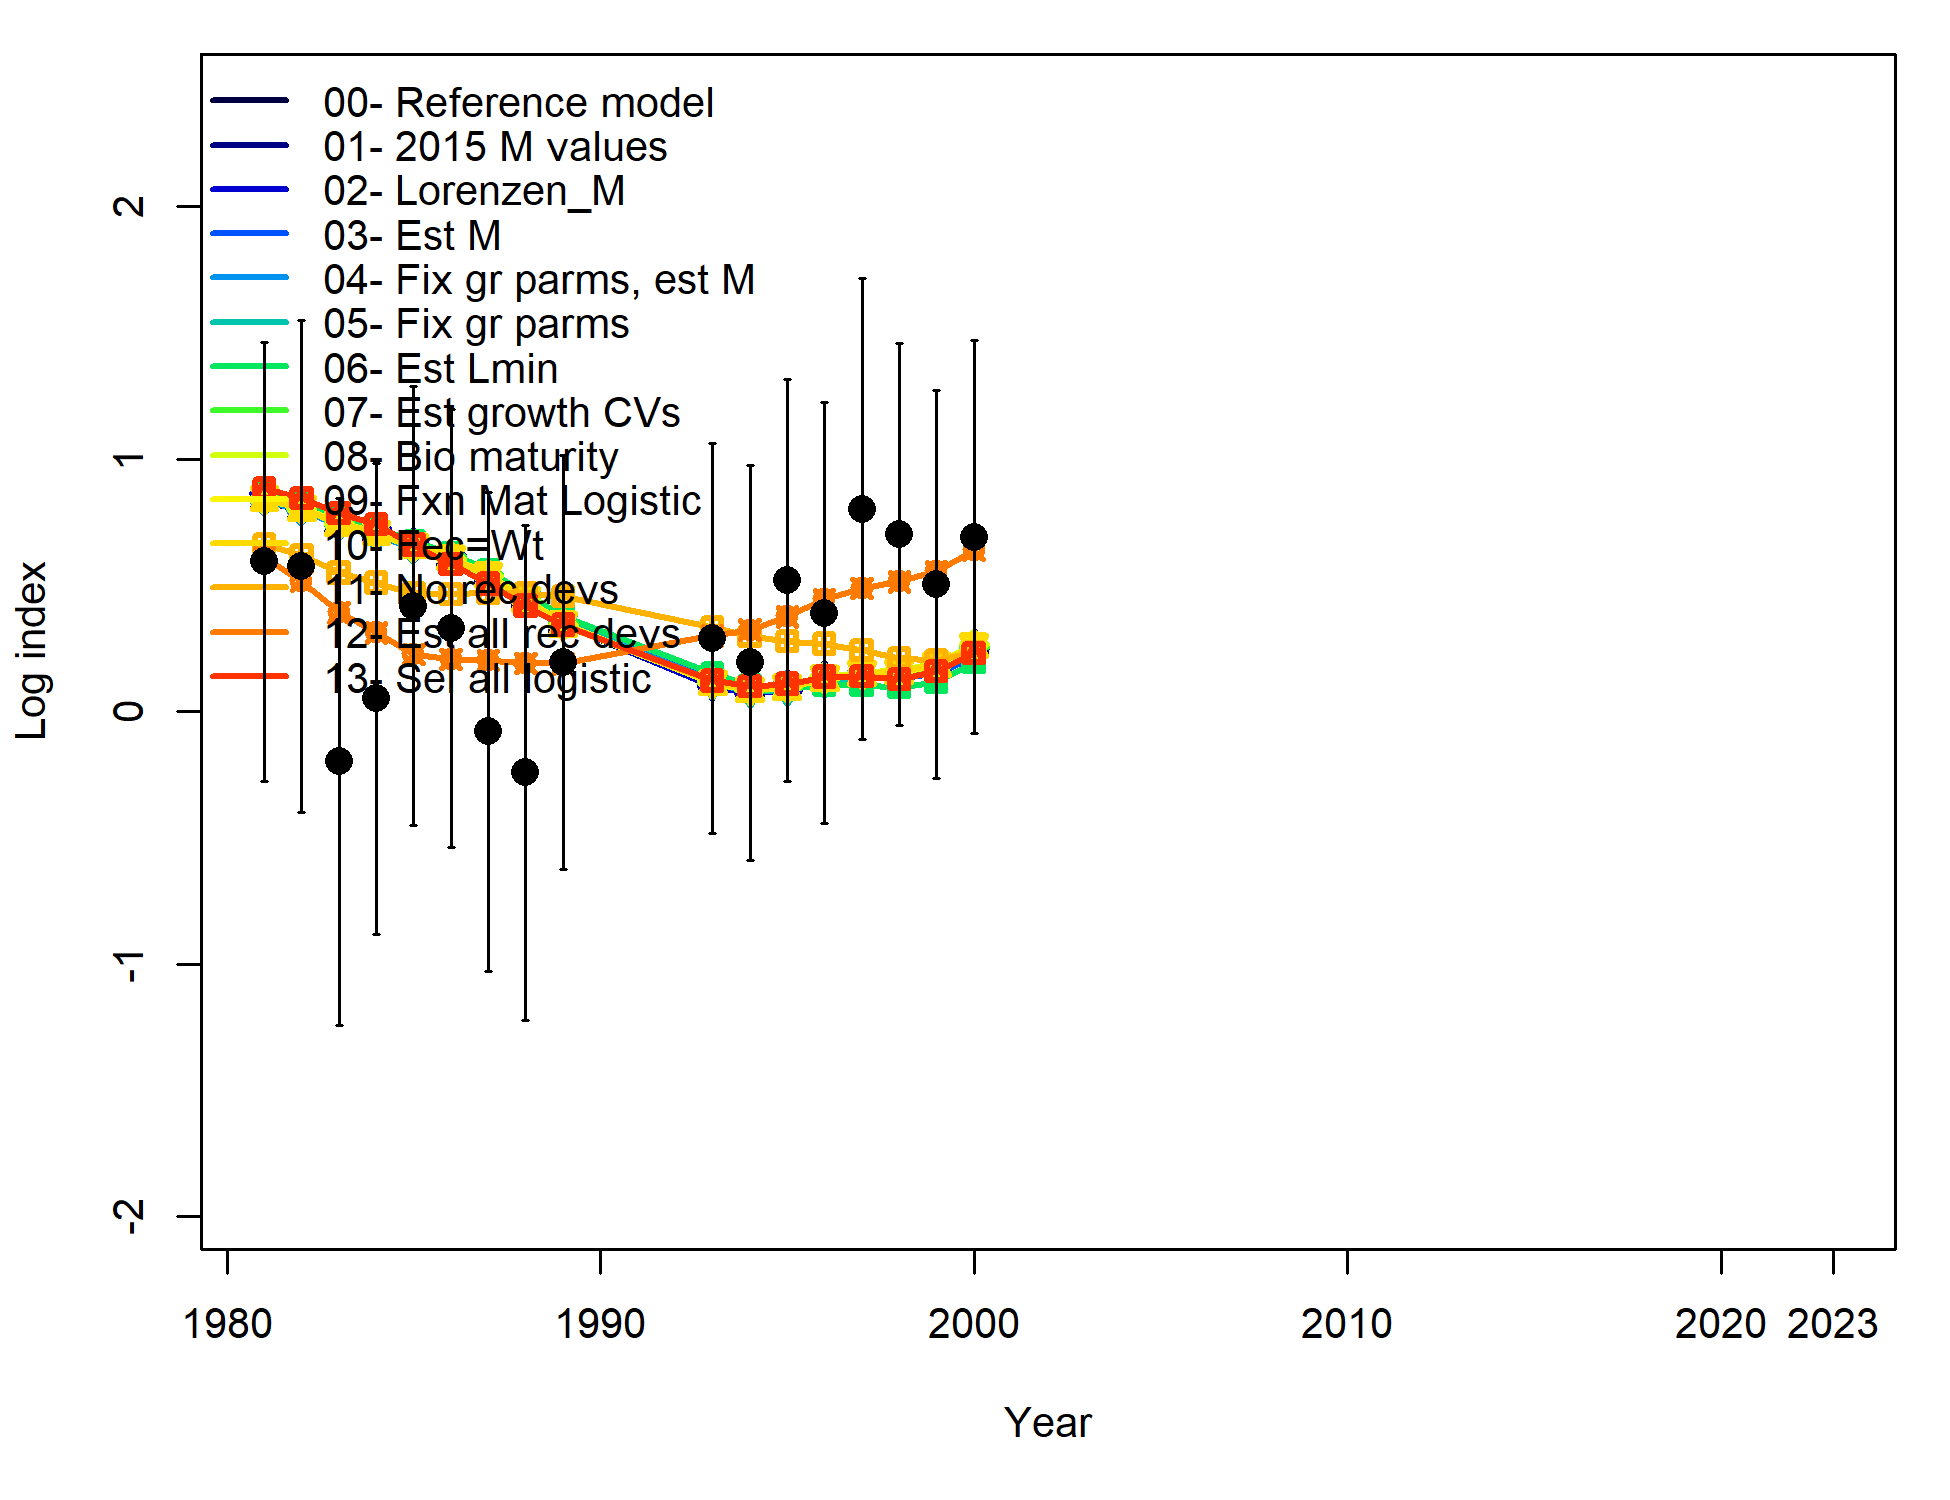 00- Reference model
01- 2015 M values
02- Lorenzen_M
03- Est M
04- Fix gr parms, est M
05- Fix gr parms
06- Est Lmin
07- Est growth CVs
08- Bio maturity
09- Fxn Mat Logistic
10- Fec=Wt
11- No rec devs
12- Est all rec devs
13- Sel all logistic
2
1
0
-1
-2
Log index
1980 1990 2000 2010 2020 2023
Year